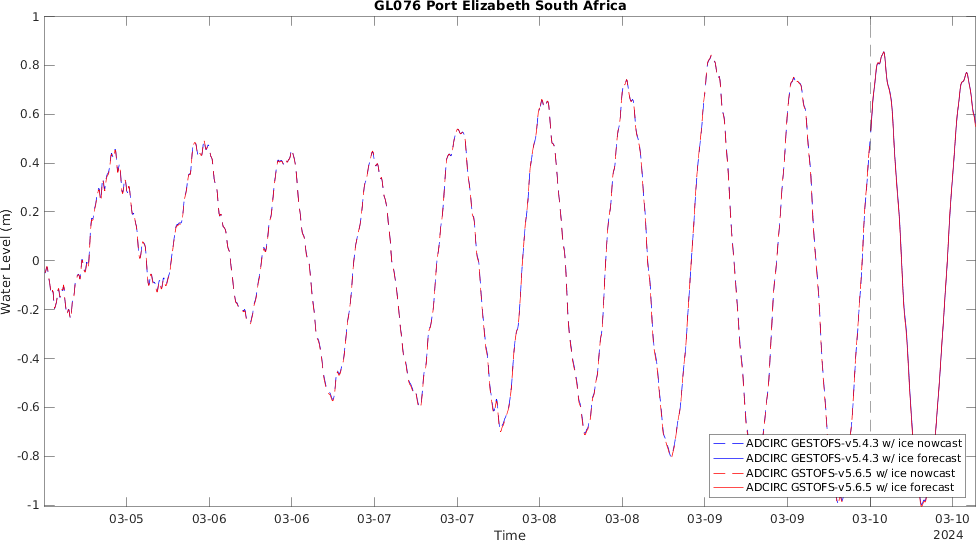 GL076 Port Elizabeth South Africa
1
0.8
0.6
0.4
0.2
0
-0.2
-0.4
-0.6
-0.8
-1
Water Level (m)
ADCIRC GESTOFS-v5.4.3 w/ ice nowcast
ADCIRC GESTOFS-v5.4.3 w/ ice forecast
ADCIRC GSTOFS-v5.6.5 w/ ice nowcast
ADCIRC GSTOFS-v5.6.5 w/ ice forecast
03-05 03-06 03-06 03-07 03-07 03-08 03-08 03-09 03-09 03-10 03-10
Time
2024